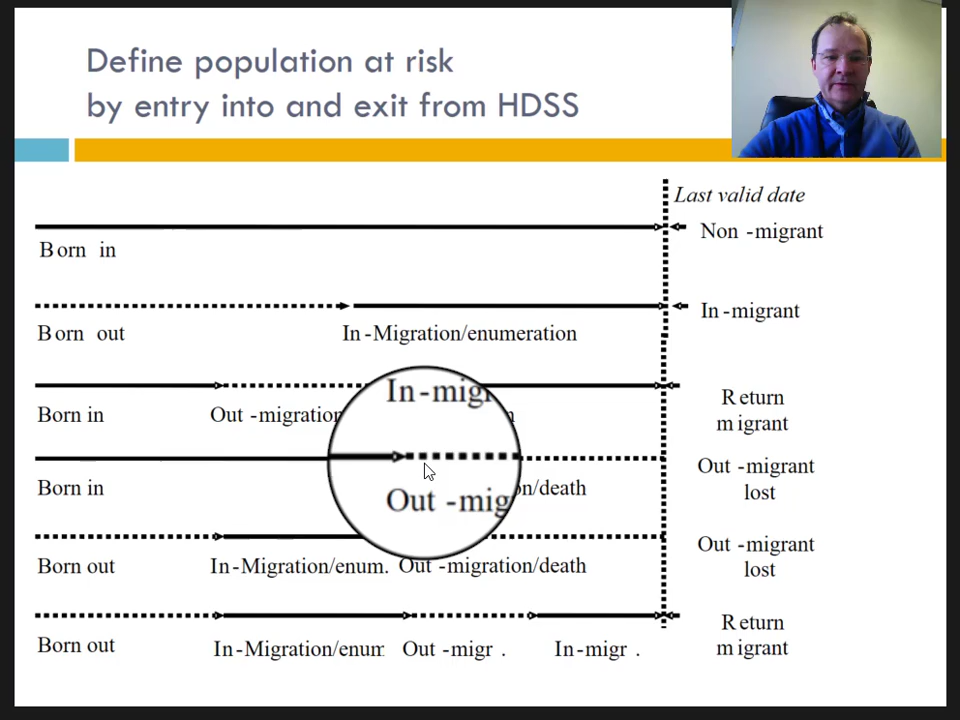 Define population at risk
by entry into and exit from HDSS
Last valid date
Non -migrant
Born in
In-migrant
Born out
In-Migration/enumeration
In-migr
Return
migrant
Born in
Out -migration
Out -migrant
lost
Born in
Out -mig
n/death
Out -migrant
lost
Born out
In-Migration/enum.
Out -migration/death
Return
migrant
Born out
In-Migration/enum
Out -migr .
In-migr .